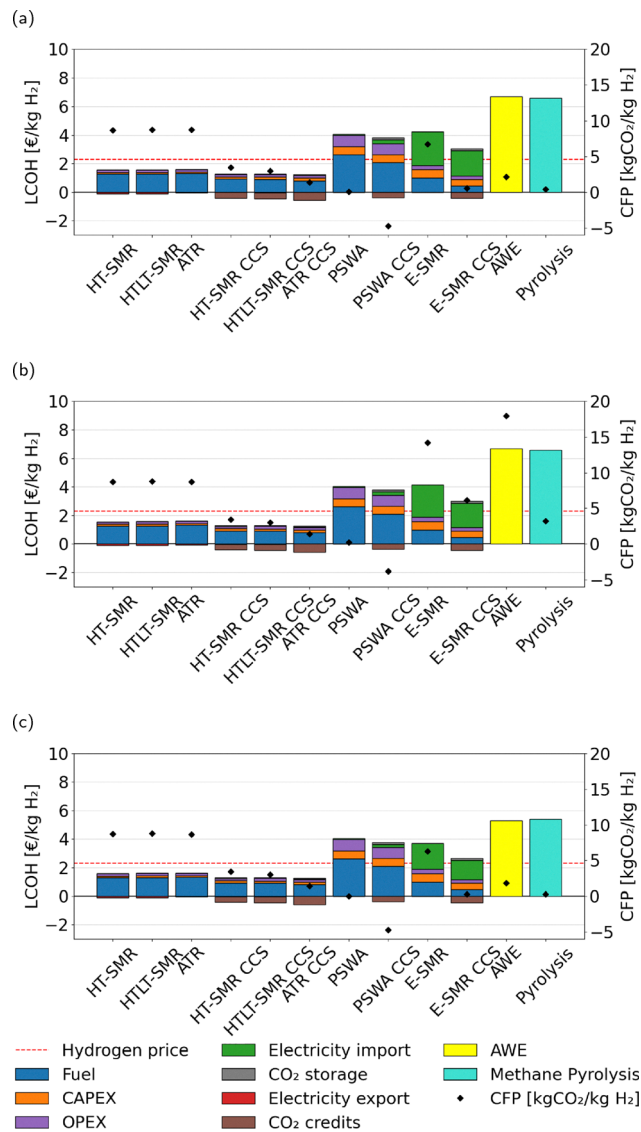 (a)
10
8
6
4
2
0
−2
LCOH [€/kg H₂]
20
15
10
5
0
−5
CFP [kgCO₂/kg H₂]
HT-SMR
HTLT-SMR
ATR
HT-SMR CCS
HTLT-SMR CCS
ATR CCS
PSWA
PSWA CCS
E-SMR
E-SMR CCS
AWE
Pyrolysis
(b)
10
8
6
4
2
0
−2
LCOH [€/kg H₂]
20
15
10
5
0
−5
CFP [kgCO₂/kg H₂]
HT-SMR
HTLT-SMR
ATR
HT-SMR CCS
HTLT-SMR CCS
ATR CCS
PSWA
PSWA CCS
E-SMR
E-SMR CCS
AWE
Pyrolysis
(c)
10
8
6
4
2
0
−2
LCOH [€/kg H₂]
20
15
10
5
0
−5
CFP [kgCO₂/kg H₂]
HT-SMR
HTLT-SMR
ATR
HT-SMR CCS
HTLT-SMR CCS
ATR CCS
PSWA
PSWA CCS
E-SMR
E-SMR CCS
AWE
Pyrolysis
Hydrogen price
Fuel
CAPEX
OPEX
Electricity import
CO₂ storage
Electricity export
CO₂ credits
AWE
Methane Pyrolysis
CFP [kgCO₂/kg H₂]